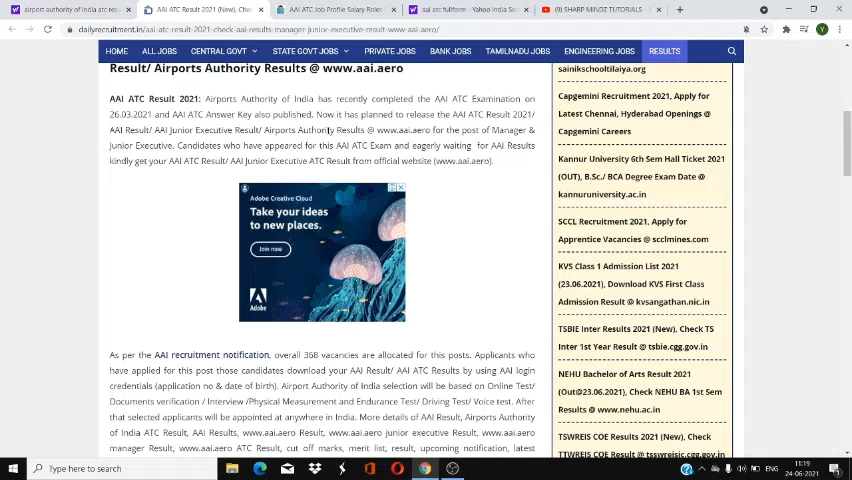 airport authority of india atc res
AAI ATC Result 2021 (New), Chec
AAI ATC Job Profile Salary Roles
aai atc fullform - Yahoo India Se
(9) SHARP MINDZ TUTORIALS -
dailyrecruitment.in/aai-atc-result-2021-check-aai-results-manager-junior-executive-result-www-aai-aero/
HOME ALL JOBS CENTRAL GOVT STATE GOVT JOBS PRIVATE JOBS BANK JOBS TAMILNADU JOBS ENGINEERING JOBS RESULTS
Result/ Airports Authority Results @ www.aai.aero
AAI ATC Result 2021: Airports Authority of India has recently completed the AAI ATC Examination on
26.03.2021 and AAI ATC Answer Key also published. Now it has planned to release the AAI ATC Result 2021/
AAI Result/ AAI Junior Executive Result/ Airports Authority Results @ www.aai.aero for the post of Manager &
Junior Executive. Candidates who have appeared for this AAI ATC Exam and eagerly waiting for AAI Results
kindly get your AAI ATC Result/ AAI Junior Executive ATC Result from official website (www.aai.aero).
Adobe Creative Cloud
Take your ideas
to new places.
Join now
Adobe
As per the AAI recruitment notification, overall 368 vacancies are allocated for this posts. Applicants who
have applied for this post those candidates download your AAI Result/ AAI ATC Results by using AAI login
credentials (application no & date of birth). Airport Authority of India selection will be based on Online Test/
Documents verification / Interview /Physical Measurement and Endurance Test/ Driving Test/ Voice test. After
that selected applicants will be appointed at anywhere in India. More details of AAI Result, Airports Authority
of India ATC Result, AAI Results, www.aai.aero Result, www.aai.aero junior executive Result, www.aai.aero
manager Result, www.aai.aero ATC Result, cut off marks, merit list, result, upcoming notification, latest
sainikschooltilaiya.org
Capgemini Recruitment 2021, Apply for
Latest Chennai, Hyderabad Openings @
Capgemini Careers
Kannur University 6th Sem Hall Ticket 2021
(OUT), B.Sc./ BCA Degree Exam Date @
kannuruniversity.ac.in
SCCL Recruitment 2021, Apply for
Apprentice Vacancies @ scclmines.com
KVS Class 1 Admission List 2021
(23.06.2021), Download KVS First Class
Admission Result @ kvsangathan.nic.in
TSBIE Inter Results 2021 (New), Check TS
Inter 1st Year Result @ tsbie.cgg.gov.in
NEHU Bachelor of Arts Result 2021
(Out@23.06.2021), Check NEHU BA 1st Sem
Results @ www.nehu.ac.in
TSWREIS COE Results 2021 (New), Check
TTWREIS COE Result @ tsswreisjc.cgg.gov.in
Type here to search
ENG
11:19
24-06-2021